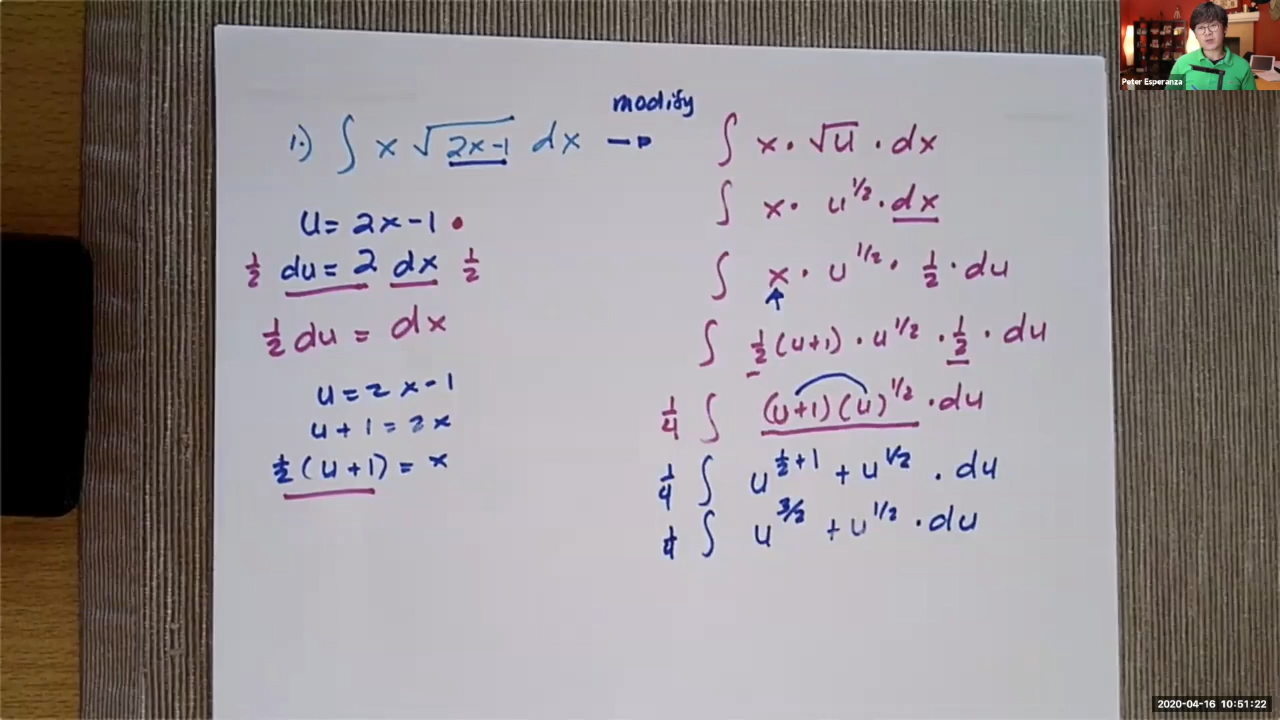 Peter Esperanza
modify
1.) ∫ x √(2x-1) dx →
u = 2x - 1 •
½ du = 2 dx ½
½ du = dx
u = 2x - 1
u + 1 = 2x
½ (u + 1) = x
∫ x • √u • dx
∫ x • u^1/2 • dx
∫ x • u^1/2 • ½ • du
∫ ½ (u+1) • u^1/2 • ½ • du
¼ ∫ (u+1)(u)^1/2 • du
¼ ∫ u^½+1 + u^1/2 • du
¼ ∫ u^3/2 + u^1/2 • du
2020-04-16 10:51:22